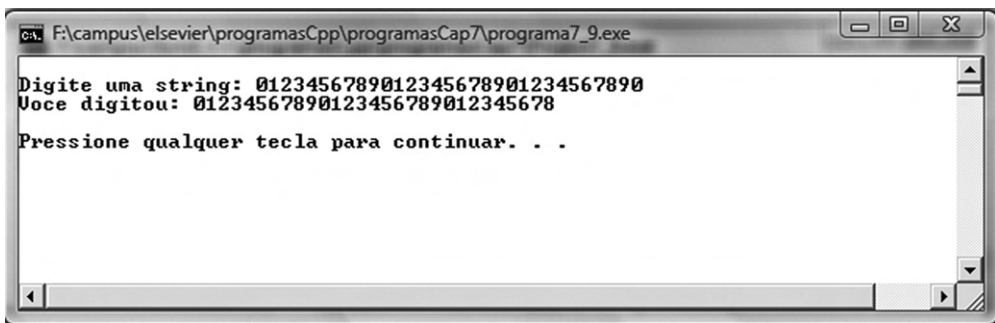 F:\campus\elsevier\programasCpp\programasCap7\programa7_9.exe
Digite uma string: 0123456789012345678901234567890
Voce digitou: 01234567890123456789012345678
Pressione qualquer tecla para continuar. . .